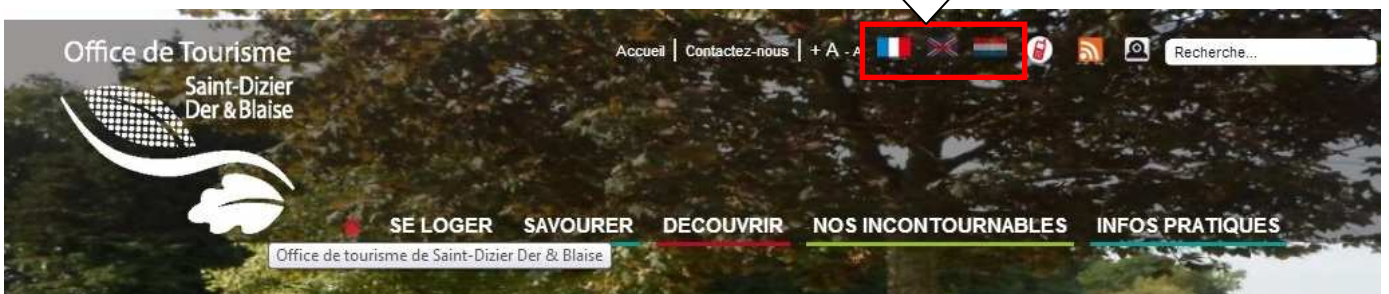 Office de Tourisme
Saint-Dizier
Der & Blaise
Accueil | Contactez-nous | + A - A
Recherche...
SE LOGER SAVOURER DECOUVRIR NOS INCONTOURNABLES INFOS PRATIQUES
Office de tourisme de Saint-Dizier Der & Blaise